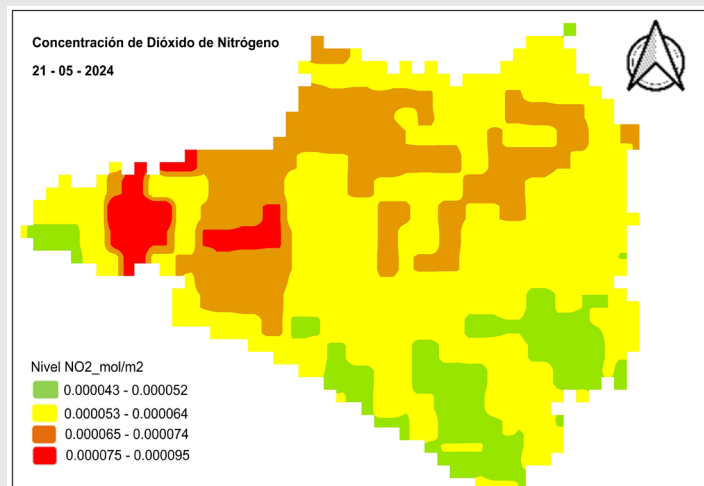 Concentración de Dióxido de Nitrógeno
21 - 05 - 2024
Nivel NO2_mol/m2
0.000043 - 0.000052
0.000053 - 0.000064
0.000065 - 0.000074
0.000075 - 0.000095